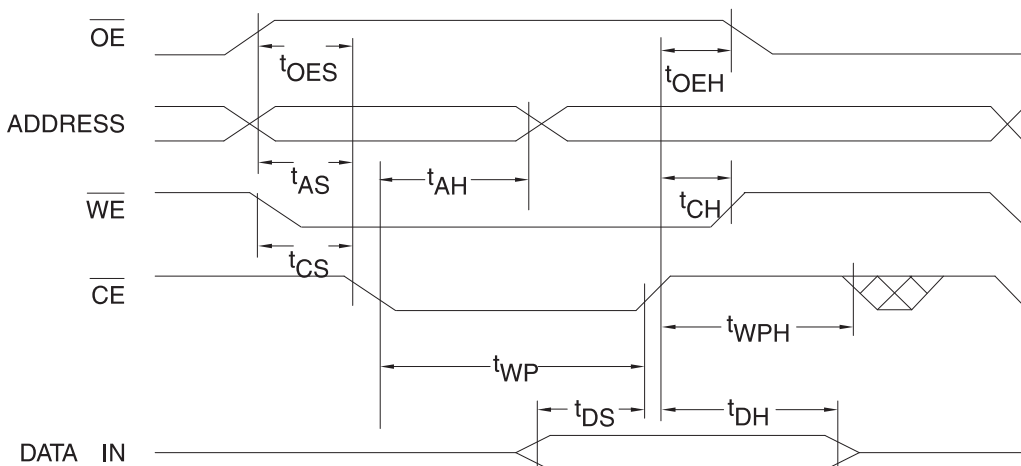 OE
tOES
tOEH
ADDRESS
tAS
tAH
tCH
WE
tCS
CE
tWPH
tWP
tDS
tDH
DATA IN